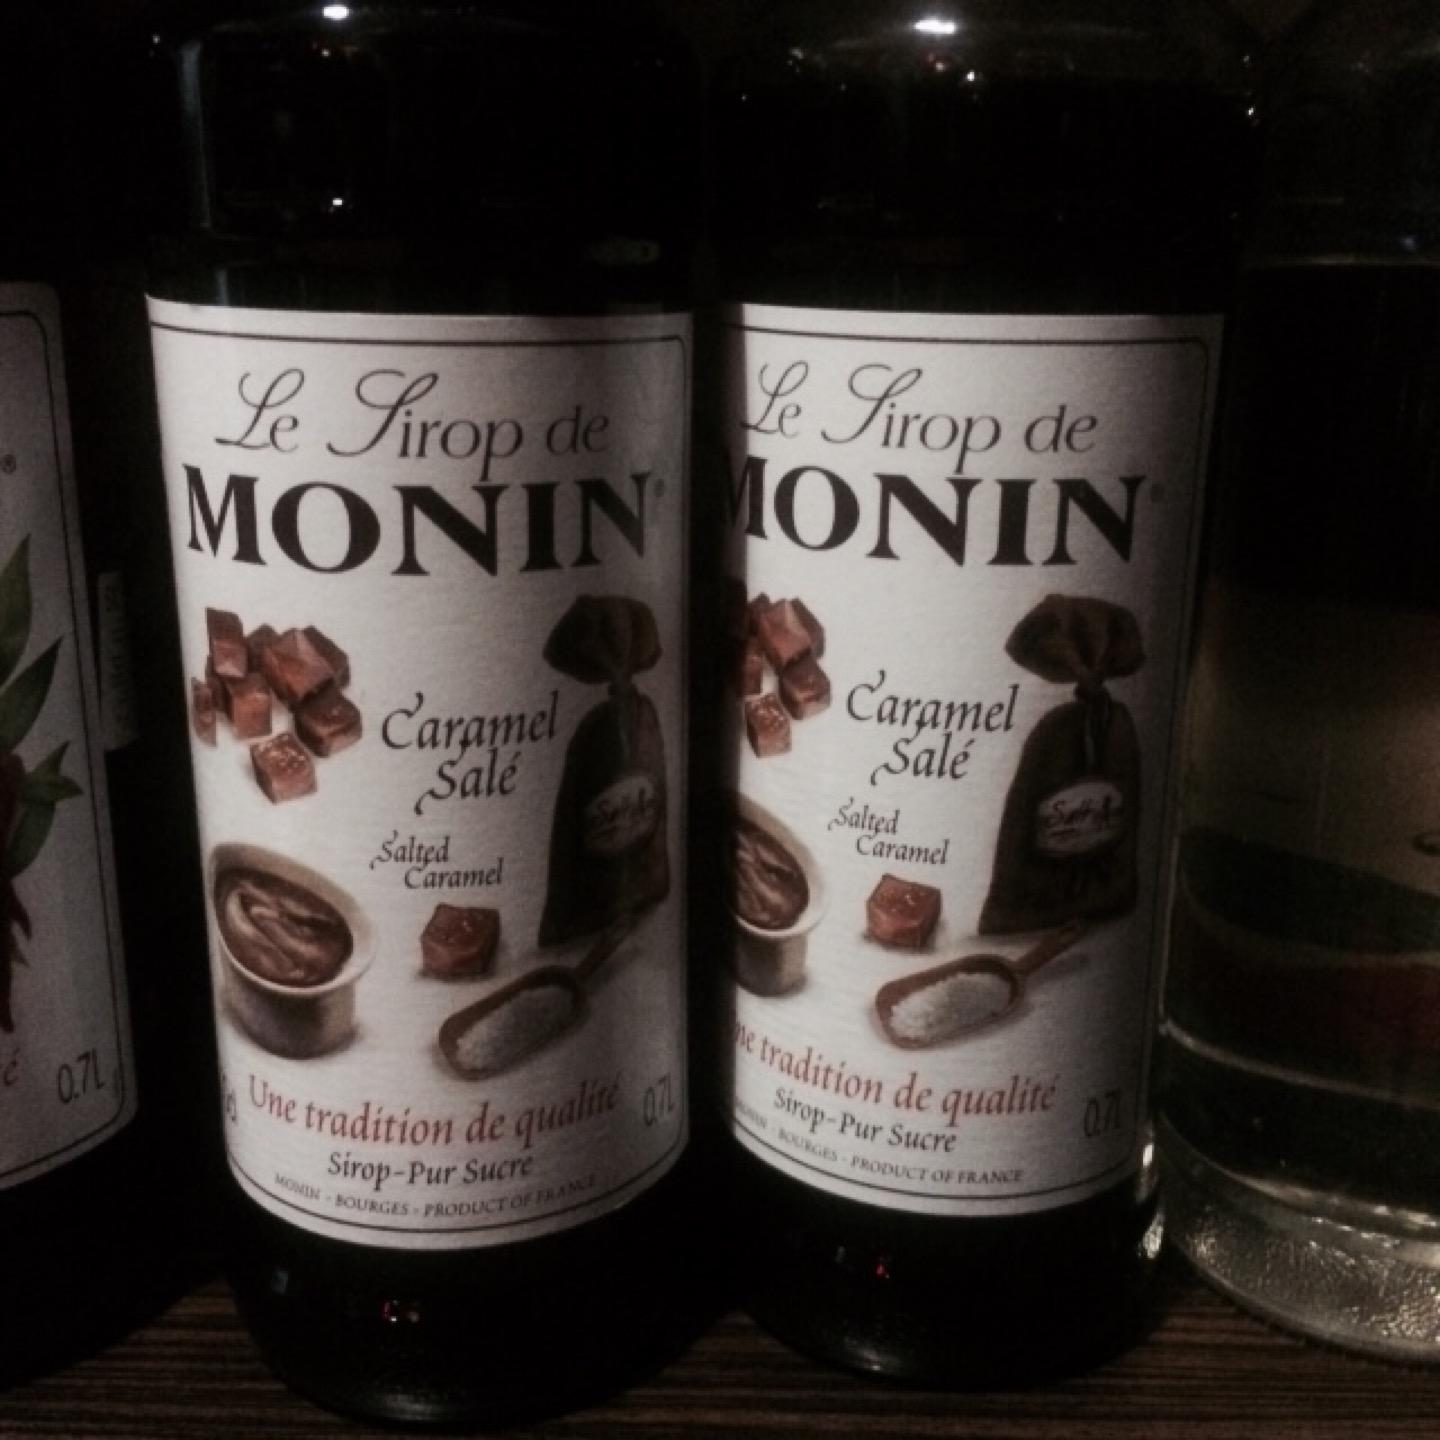 Le Sirop de
MONIN®
Caramel
Salé
Salted
Caramel
Une tradition de qualité
0.7L
Sirop-Pur Sucre
MONIN - BOURGES - PRODUCT OF FRANCE
Le Sirop de
MONIN
Caramel
Salé
Salted
Caramel
tradition de qualité
0.7L
Sirop-Pur Sucre
BOURGES - PRODUCT OF FRANCE
®
0.7L